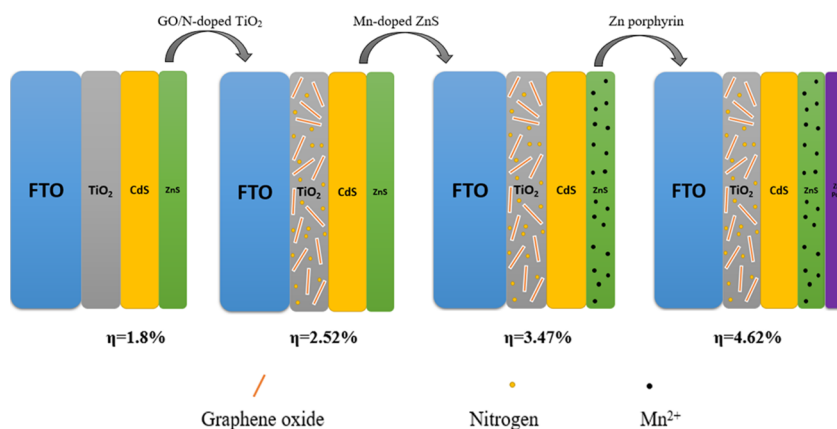 GO/N-doped TiO₂
Mn-doped ZnS
Zn porphyrin
FTO
TiO₂
CdS
ZnS
FTO
TiO₂
CdS
ZnS
FTO
TiO₂
CdS
ZnS
FTO
TiO₂
CdS
ZnS
η=1.8%
η=2.52%
η=3.47%
η=4.62%
Graphene oxide
Nitrogen
Mn²⁺